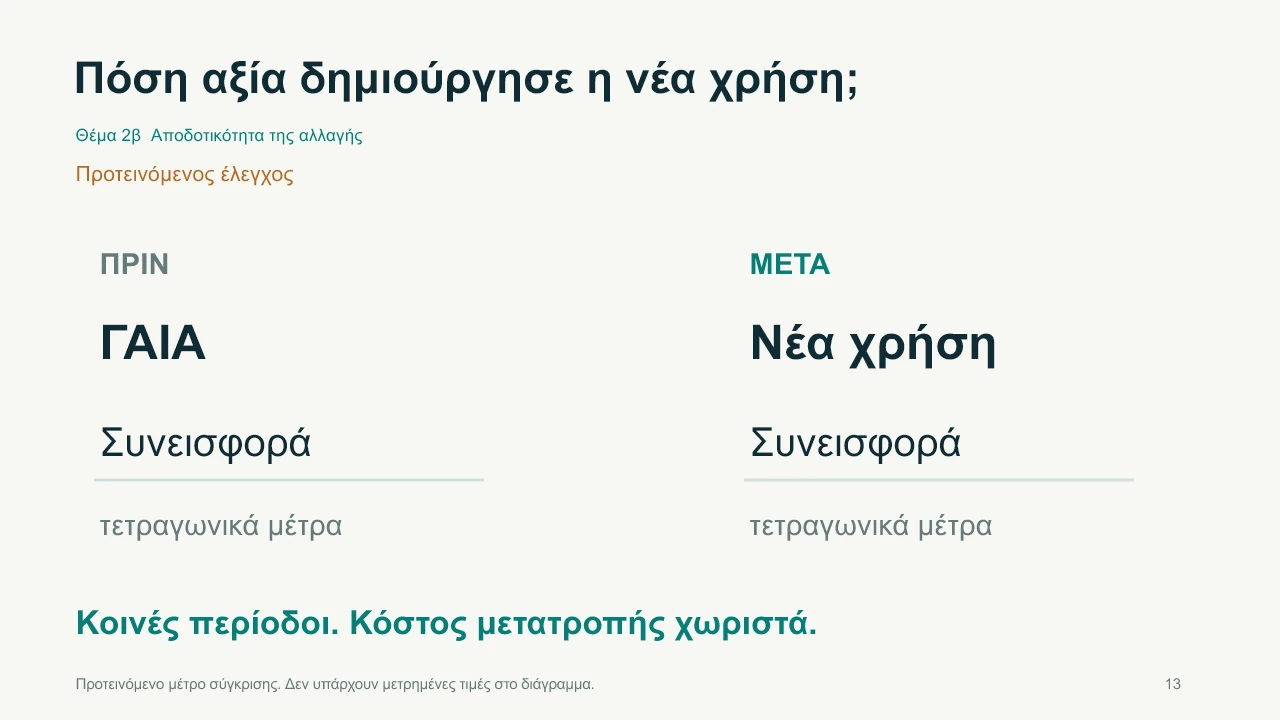 Πόση αξία δημιούργησε η νέα χρήση;
Θέμα 2β  Αποδοτικότητα της αλλαγής
Προτεινόμενος έλεγχος
ΠΡΙΝ
ΓΑΙΑ
Συνεισφορά
τετραγωνικά μέτρα
ΜΕΤΑ
Νέα χρήση
Συνεισφορά
τετραγωνικά μέτρα
Κοινές περίοδοι. Κόστος μετατροπής χωριστά.
Προτεινόμενο μέτρο σύγκρισης. Δεν υπάρχουν μετρημένες τιμές στο διάγραμμα.
13